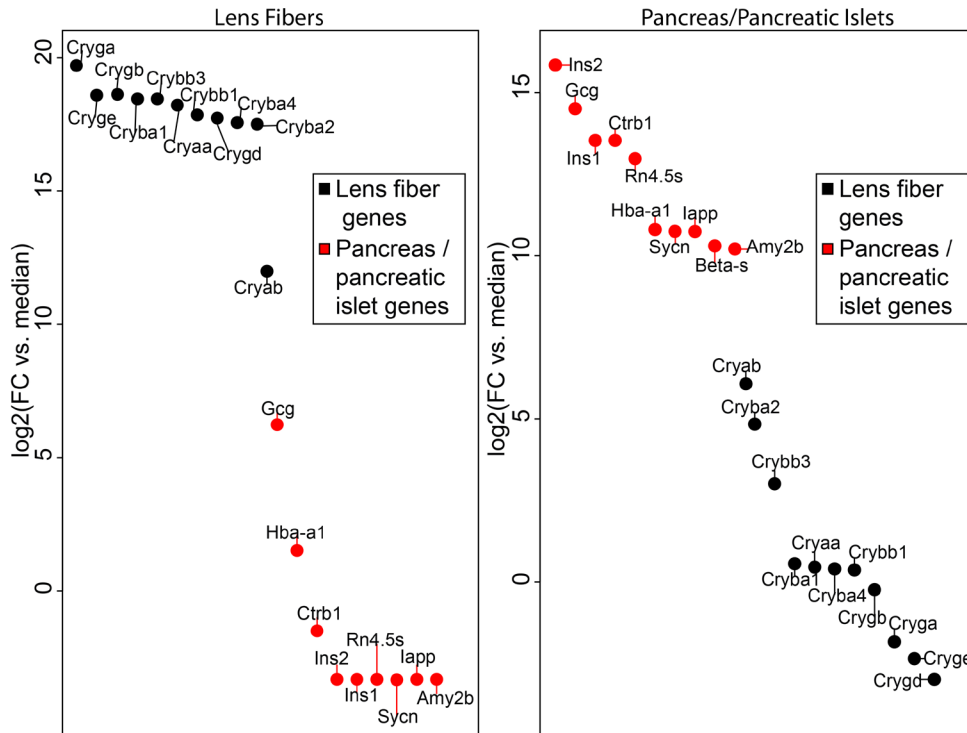 Lens Fibers
Pancreas/Pancreatic Islets
log2(FC vs. median)
20
15
10
5
0
Cryga
Crygb
Crybb3
Crybb1
Cryba4
Cryge
Cryba1
Cryaa
Crygd
Cryba2
Lens fiber
genes
Pancreas /
pancreatic
islet genes
Cryab
Gcg
Hba-a1
Ctrb1
Rn4.5s
Ins2
Iapp
Ins1
Amy2b
Sycn
log2(FC vs. median)
15
10
5
0
Ins2
Gcg
Ctrb1
Ins1
Rn4.5s
Hba-a1
Iapp
Sycn
Amy2b
Beta-s
Lens fiber
genes
Pancreas /
pancreatic
islet genes
Cryab
Cryba2
Crybb3
Cryaa
Crybb1
Cryba1
Cryba4
Crygb
Cryga
Cryge
Crygd